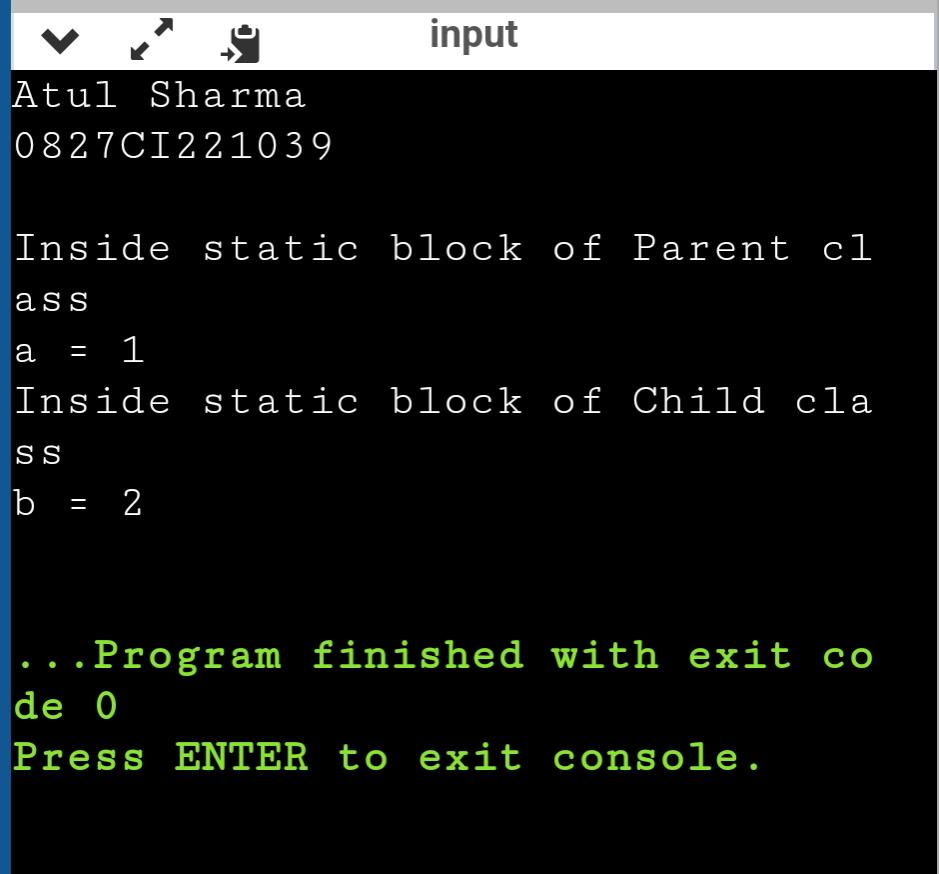 input
Atul Sharma
0827CI221039
Inside static block of Parent cl
ass
a = 1
Inside static block of Child cla
ss
b = 2
...Program finished with exit co
de 0
Press ENTER to exit console.